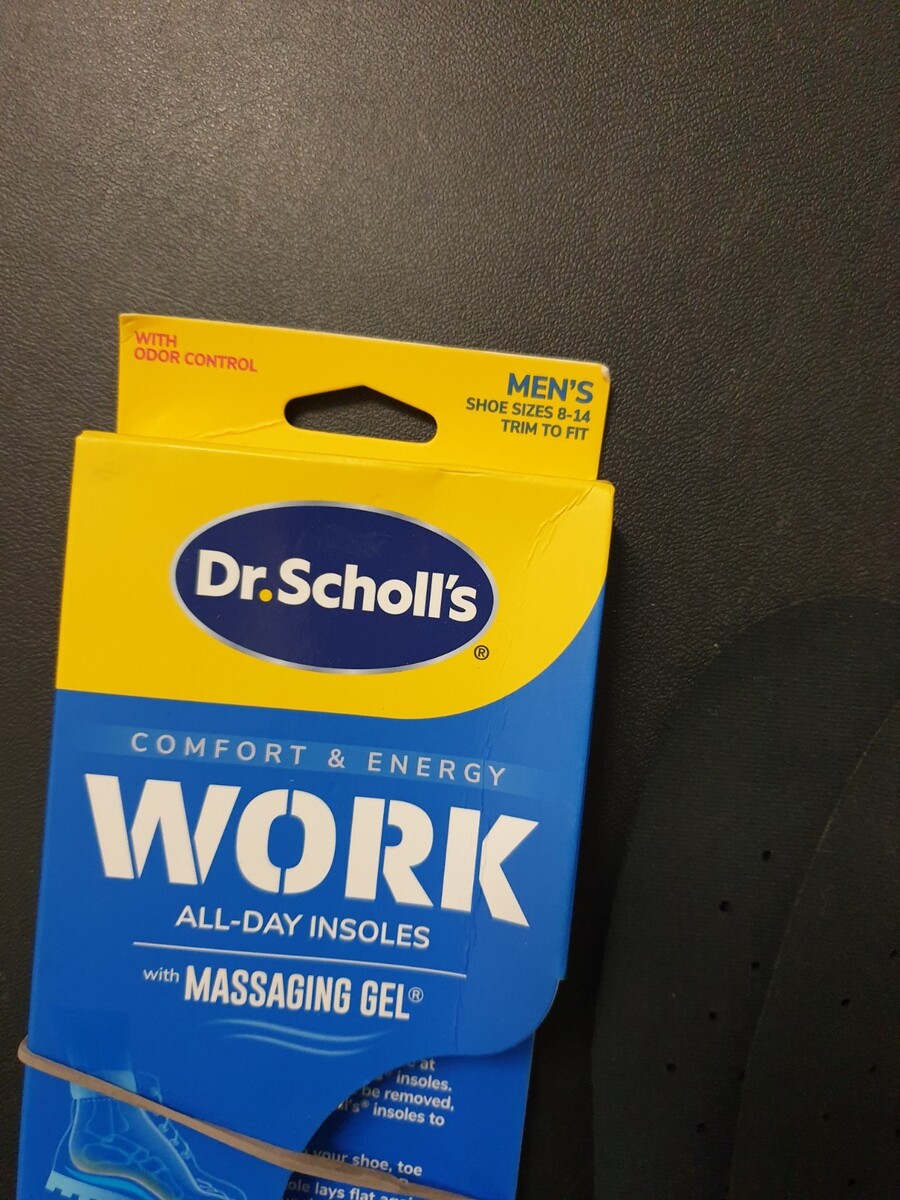 WITH
ODOR CONTROL
MEN'S
SHOE SIZES 8-14
TRIM TO FIT
Dr.Scholl's
®
COMFORT & ENERGY
WORK
ALL-DAY INSOLES
with MASSAGING GEL®
at
insoles.
be removed,
insoles to
your shoe, toe
lays flat